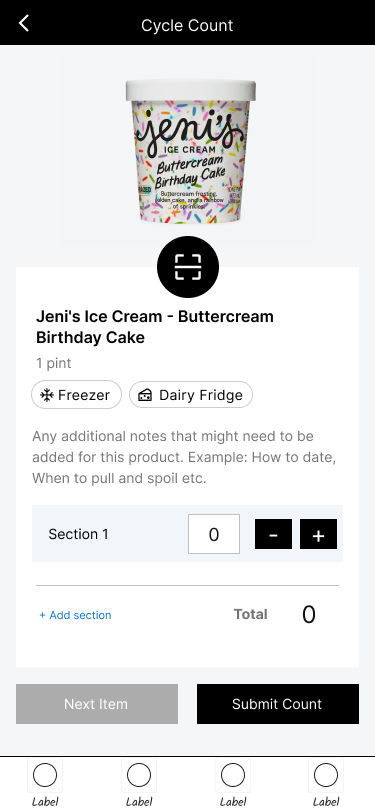 Cycle Count
jeni's
ICE CREAM
Buttercream
Birthday Cake
Buttercream frosting,
golden cake, and a rainbow
of sprinkles.
Jeni's Ice Cream - Buttercream
Birthday Cake
1 pint
Freezer
Dairy Fridge
Any additional notes that might need to be
added for this product. Example: How to date,
When to pull and spoil etc.
Section 1
0
-
+
+ Add section
Total
0
Next Item
Submit Count
Label
Label
Label
Label